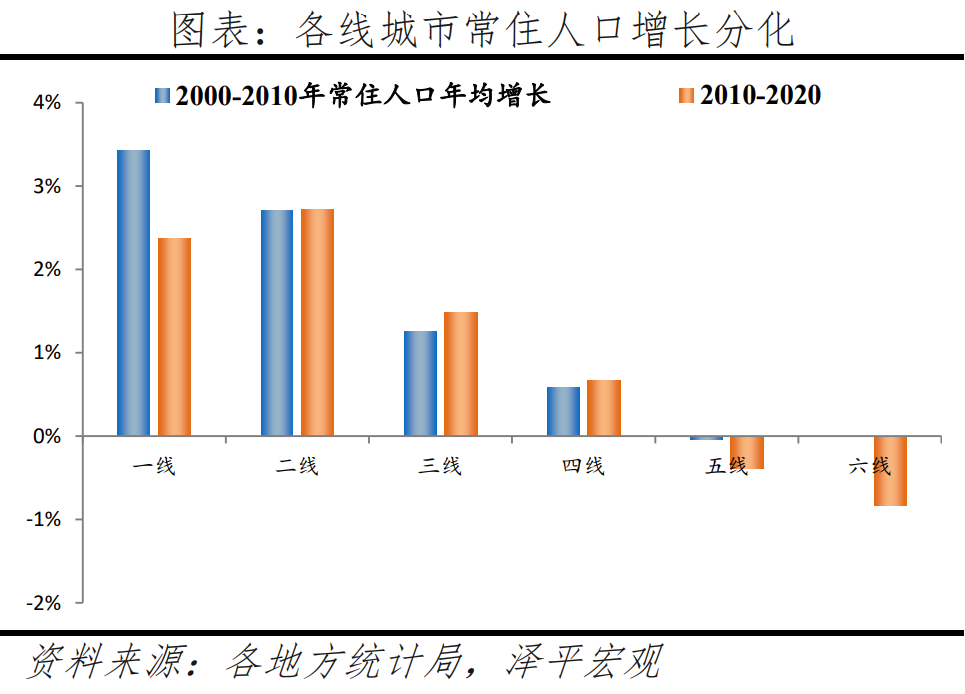 图表：各线城市常住人口增长分化
2000-2010年常住人口年均增长 2010-2020
4%
3%
2%
1%
0%
一线 二线 三线 四线 五线 六线
-1%
-2%
资料来源：各地方统计局，泽平宏观